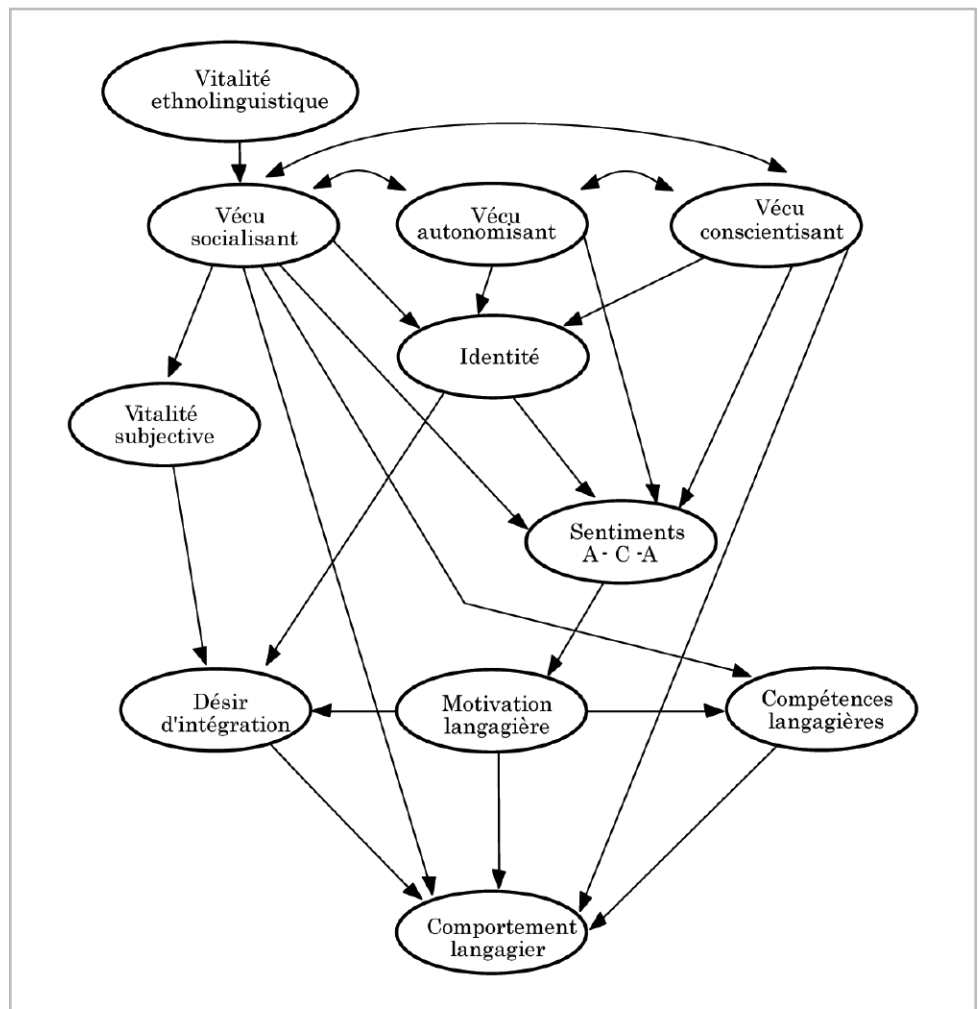 Vitalité
ethnolinguistique
Vécu
socialisant
Vécu
autonomisant
Vécu
conscientisant
Identité
Vitalité
subjective
Sentiments
A - C -A
Désir
d'intégration
Motivation
langagière
Compétences
langagières
Comportement
langagier